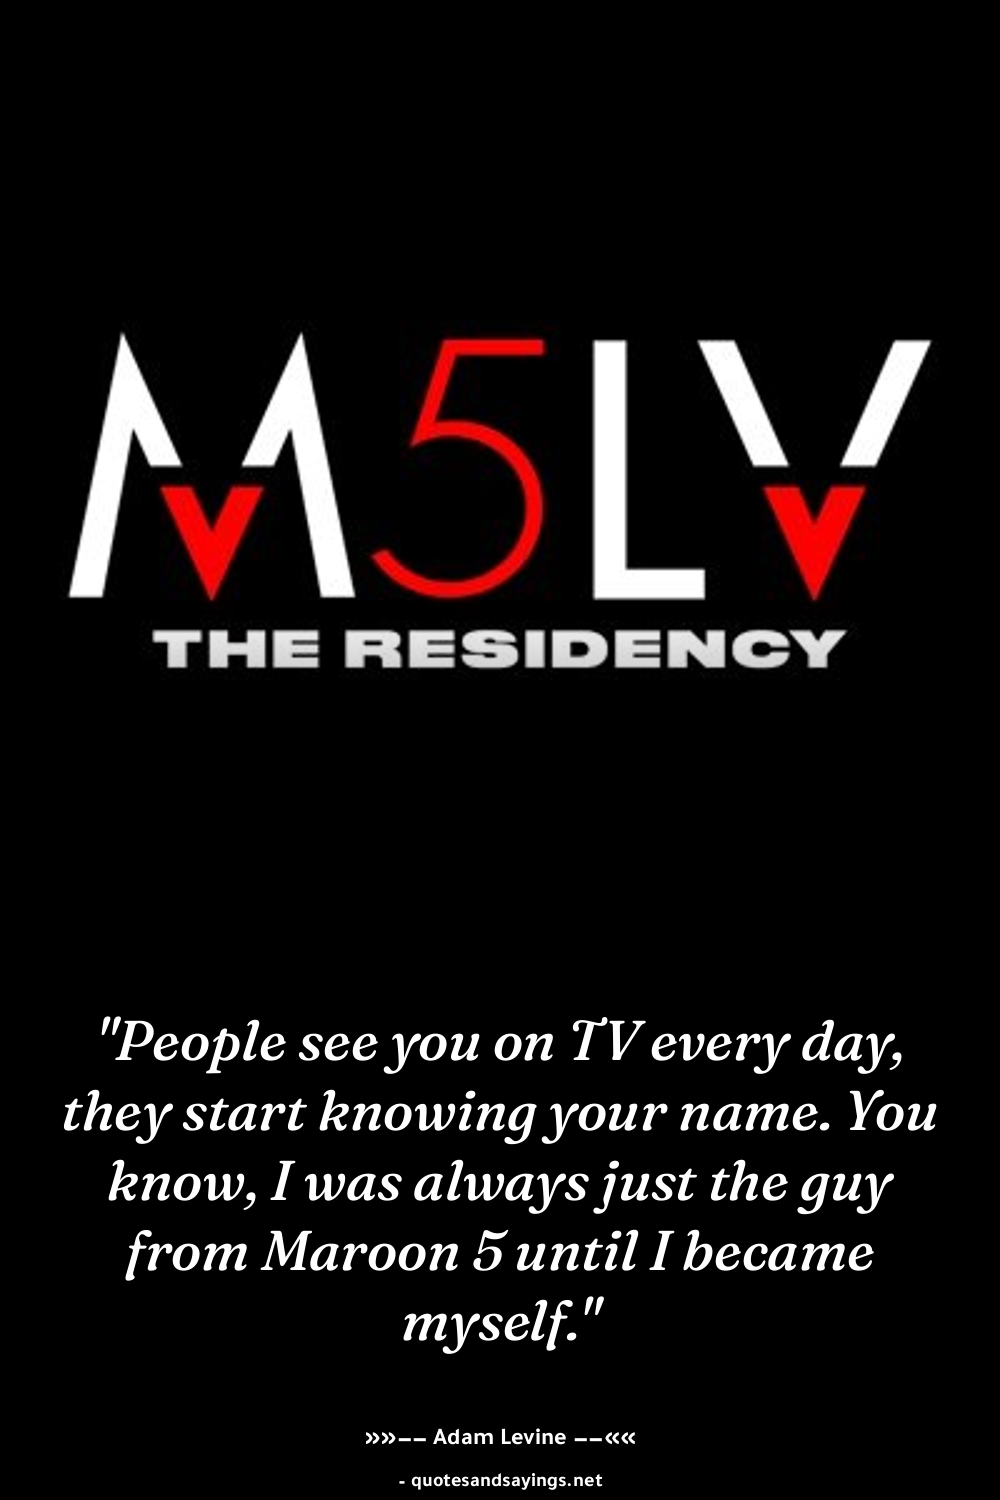 M5LV
THE RESIDENCY
"People see you on TV every day,
they start knowing your name. You
know, I was always just the guy
from Maroon 5 until I became
myself."
»»−− Adam Levine −−««
- quotesandsayings.net